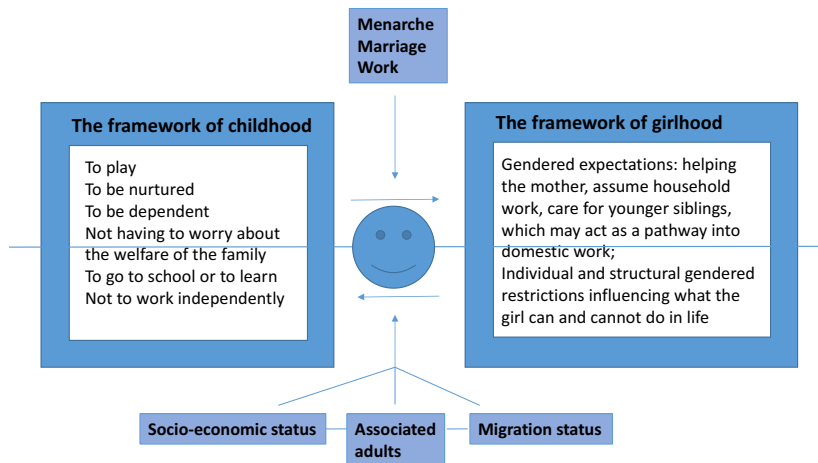 Menarche
Marriage
Work
The framework of childhood
To play
To be nurtured
To be dependent
Not having to worry about
the welfare of the family
To go to school or to learn
Not to work independently
The framework of girlhood
Gendered expectations: helping
the mother, assume household
work, care for younger siblings,
which may act as a pathway into
domestic work;
Individual and structural gendered
restrictions influencing what the
girl can and cannot do in life
Socio-economic status
Associated
adults
Migration status